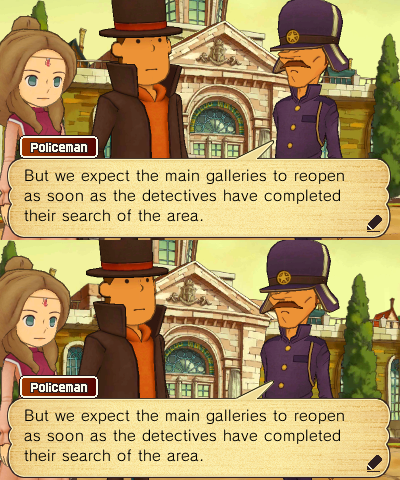 Policeman
But we expect the main galleries to reopen
as soon as the detectives have completed
their search of the area.
Policeman
But we expect the main galleries to reopen
as soon as the detectives have completed
their search of the area.